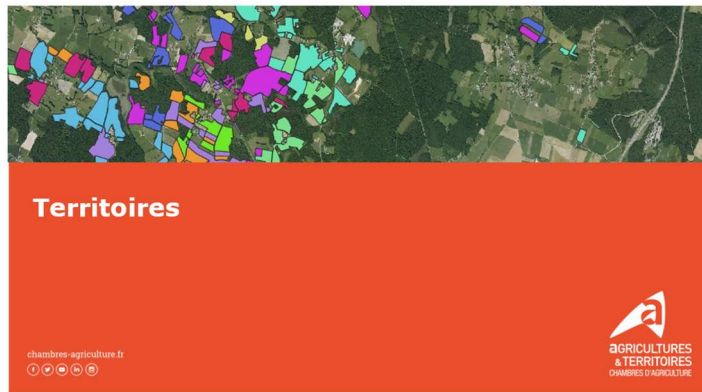 Territoires
chambres-agriculture.fr
aGRICULTURES
& TERRITOIRES
CHAMBRES D'AGRICULTURE